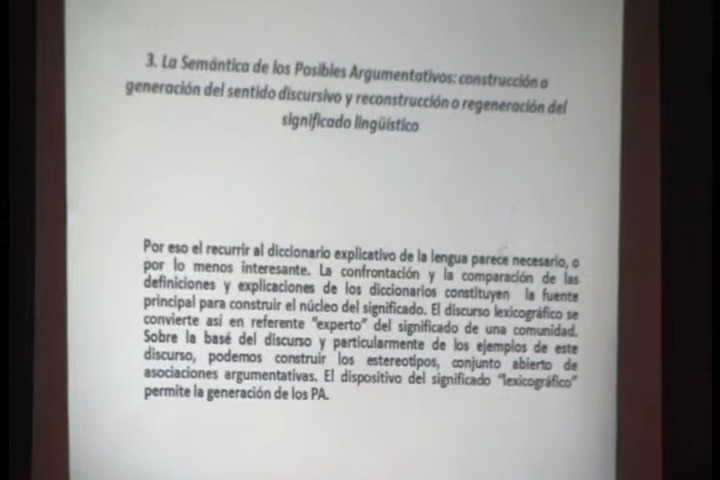 3. La Semántica de los Posibles Argumentativos: construcción o
generación del sentido discursivo y reconstrucción o regeneración del
significado lingüístico
Por eso el recurrir al diccionario explicativo de la lengua parece necesario, o
por lo menos interesante. La confrontación y la comparación de las
definiciones y explicaciones de los diccionarios constituyen la fuente
principal para construir el núcleo del significado. El discurso lexicográfico se
convierte así en referente "experto" del significado de una comunidad.
Sobre la basé del discurso y particularmente de los ejemplos de este
discurso, podemos construir los estereotipos, conjunto abierto de
asociaciones argumentativas. El dispositivo del significado "lexicográfico"
permite la generación de los PA.